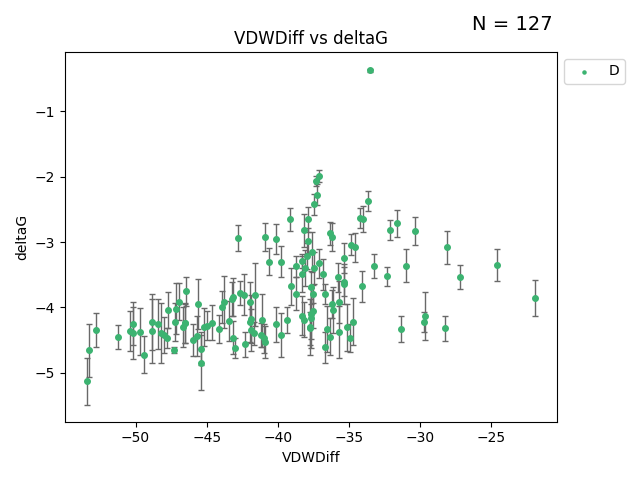 N = 127
VDWDiff vs deltaG
D
deltaG
−1
−2
−3
−4
−5
−50 −45 −40 −35 −30 −25
VDWDiff